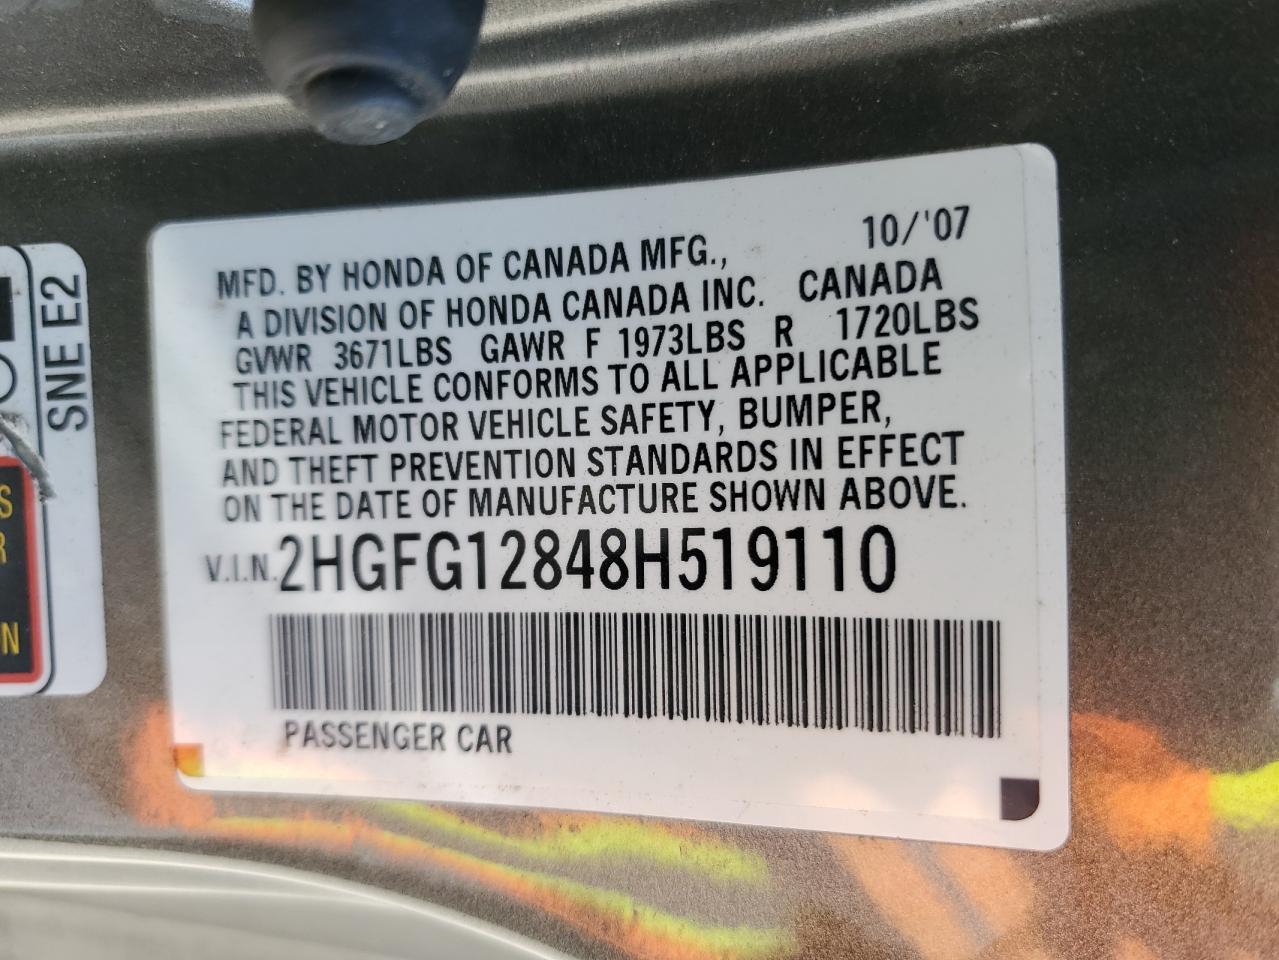 SNE E2
S
R
N
10/'07
MFD. BY HONDA OF CANADA MFG.,
A DIVISION OF HONDA CANADA INC. CANADA
GVWR 3671LBS GAWR F 1973LBS R 1720LBS
THIS VEHICLE CONFORMS TO ALL APPLICABLE
FEDERAL MOTOR VEHICLE SAFETY, BUMPER,
AND THEFT PREVENTION STANDARDS IN EFFECT
ON THE DATE OF MANUFACTURE SHOWN ABOVE.
V.I.N. 2HGFG12848H519110
PASSENGER CAR